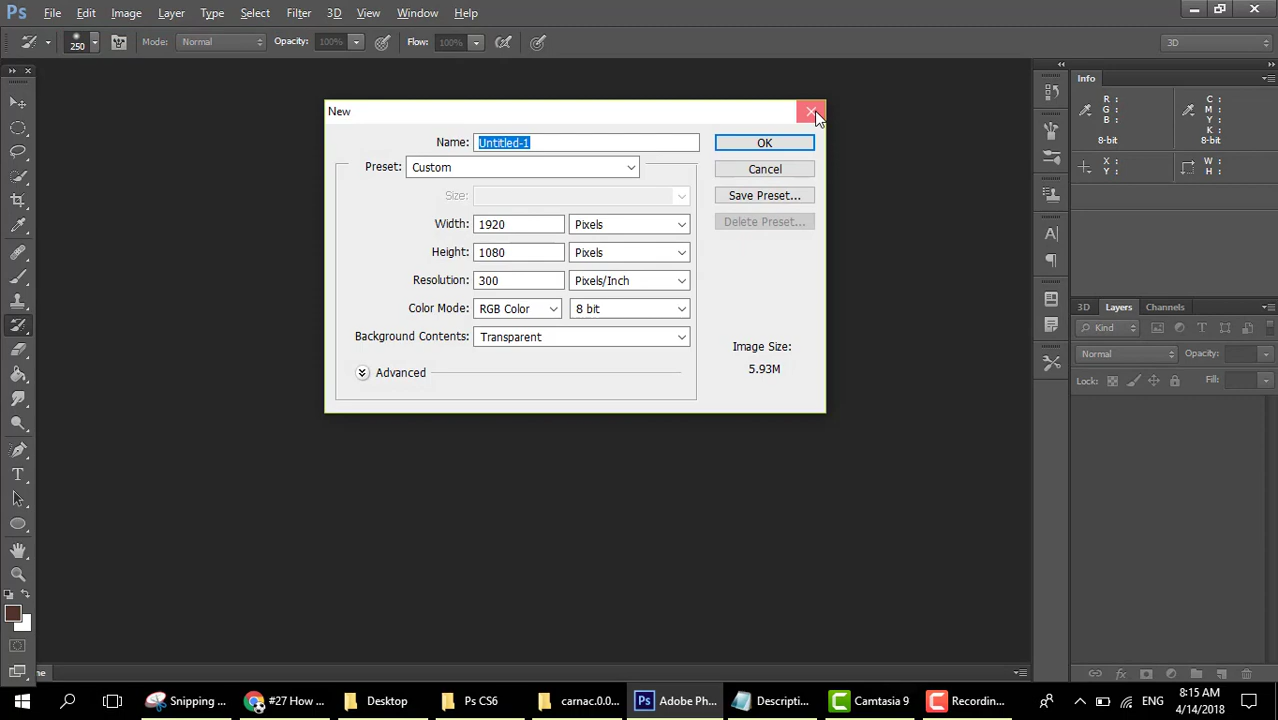 Ps File Edit Image Layer Type Select Filter 3D View Window Help
250 Mode: Normal Opacity: 100% Flow: 100% 3D
New
Name: Untitled-1 OK
Preset: Custom Cancel
Size: Save Preset...
Delete Preset...
Width: 1920 Pixels
Height: 1080 Pixels
Resolution: 300 Pixels/Inch
Color Mode: RGB Color 8 bit
Background Contents: Transparent
Image Size:
5.93M
Advanced
Info
R: C:
G: M:
B: Y:
K:
8-bit 8-bit
X: W:
Y: H:
3D Layers Channels
Kind
Normal Opacity:
Lock: Fill:
Snipping ... #27 How ... Desktop Ps CS6 carnac.0.0... Ps Adobe Ph... Descripti... Camtasia 9 Recordin... ENG 8:15 AM
4/14/2018